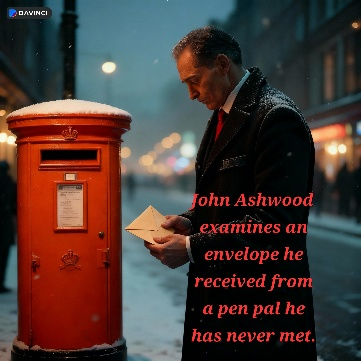 DAVINCI
John Ashwood
examines an
envelope he
received from
a pen pal he
has never met.